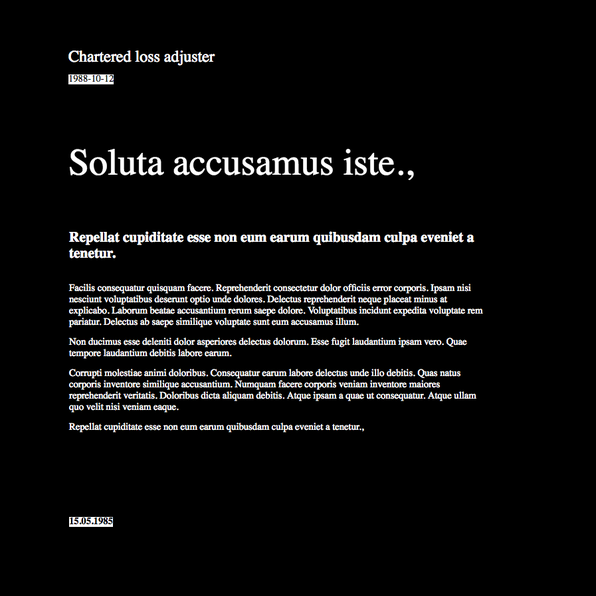 Chartered loss adjuster
1988-10-12
Soluta accusamus iste.,
Repellat cupiditate esse non eum earum quibusdam culpa eveniet a
tenetur.
Facilis consequatur quisquam facere. Reprehenderit consectetur dolor officiis error corporis. Ipsam nisi
nesciunt voluptatibus deserunt optio unde dolores. Delectus reprehenderit neque placeat minus at
explicabo. Laborum beatae accusantium rerum saepe dolore. Voluptatibus incidunt expedita voluptate rem
pariatur. Delectus ab saepe similique voluptate sunt eum accusamus illum.
Non ducimus esse deleniti dolor asperiores delectus dolorum. Esse fugit laudantium ipsam vero. Quae
tempore laudantium debitis labore earum.
Corrupti molestiae animi doloribus. Consequatur earum labore delectus unde illo debitis. Quas natus
corporis inventore similique accusantium. Numquam facere corporis veniam inventore maiores
reprehenderit veritatis. Doloribus dicta aliquam debitis. Atque ipsam a quae ut consequatur. Atque ullam
quo velit nisi veniam eaque.
Repellat cupiditate esse non eum earum quibusdam culpa eveniet a tenetur.,
15.05.1985